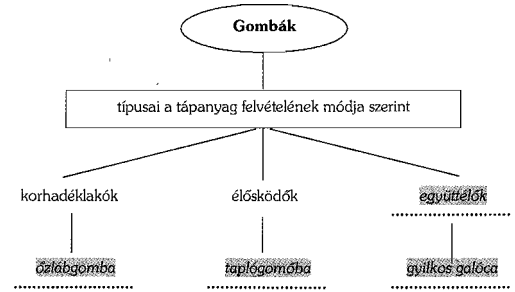 Gombák
típusai a tápanyag felvételének módja szerint
korhadéklakók élősködők együttélők
őzlábgomba taplógomba gyilkos galóca